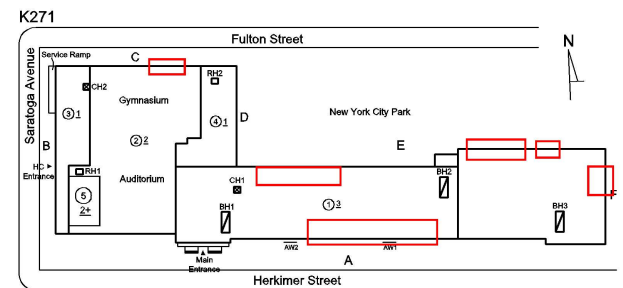 K271
Fulton Street
N
Service Ramp
C
RH2
CH2
Gymnasium
Saratoga Avenue
③ 1
④ 1
D
New York City Park
B
② 2
E
HC
Entrance
RH1
Auditorium
CH1
BH2
F
⑤
2+
BH1
① 3
BH3
AW2
AW1
Main
Entrance
A
Herkimer Street